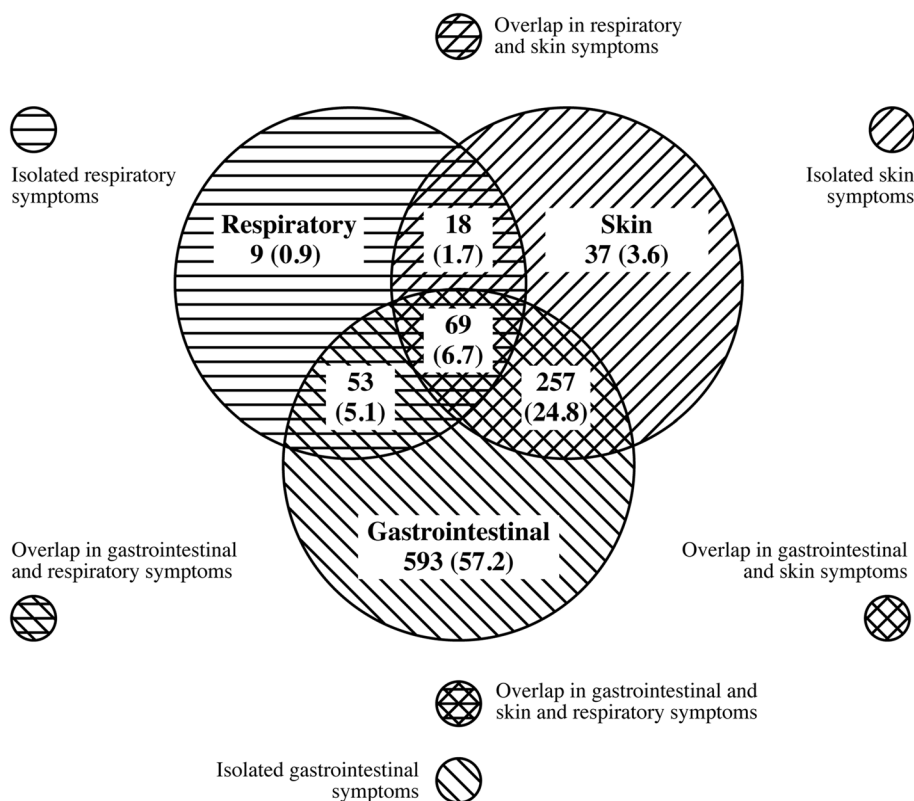 Overlap in respiratory
and skin symptoms
Isolated respiratory
symptoms
Isolated skin
symptoms
Respiratory
9 (0.9)
18
(1.7)
Skin
37 (3.6)
69
(6.7)
53
(5.1)
257
(24.8)
Gastrointestinal
593 (57.2)
Overlap in gastrointestinal
and respiratory symptoms
Overlap in gastrointestinal
and skin symptoms
Overlap in gastrointestinal and
skin and respiratory symptoms
Isolated gastrointestinal
symptoms